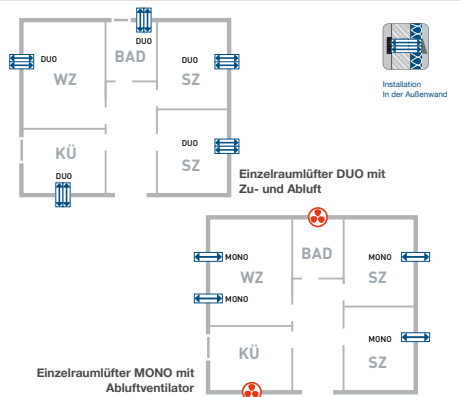 DUO
BAD
DUO
WZ
DUO
SZ
Installation
In der Außenwand
KÜ
DUO
SZ
DUO
Einzelraumlüfter DUO mit
Zu- und Abluft
MONO
WZ
BAD
MONO
SZ
MONO
KÜ
MONO
SZ
Einzelraumlüfter MONO mit
Abluftventilator